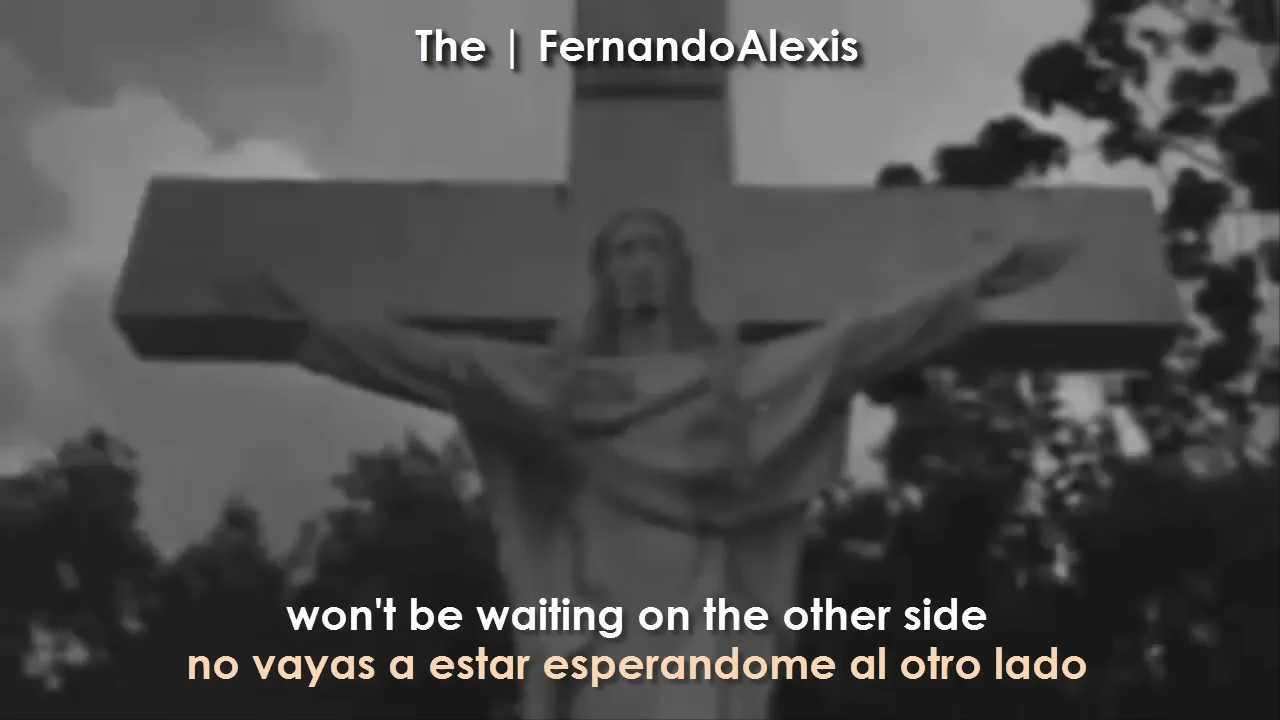 The | FernandoAlexis
won't be waiting on the other side
no vayas a estar esperandome al otro lado